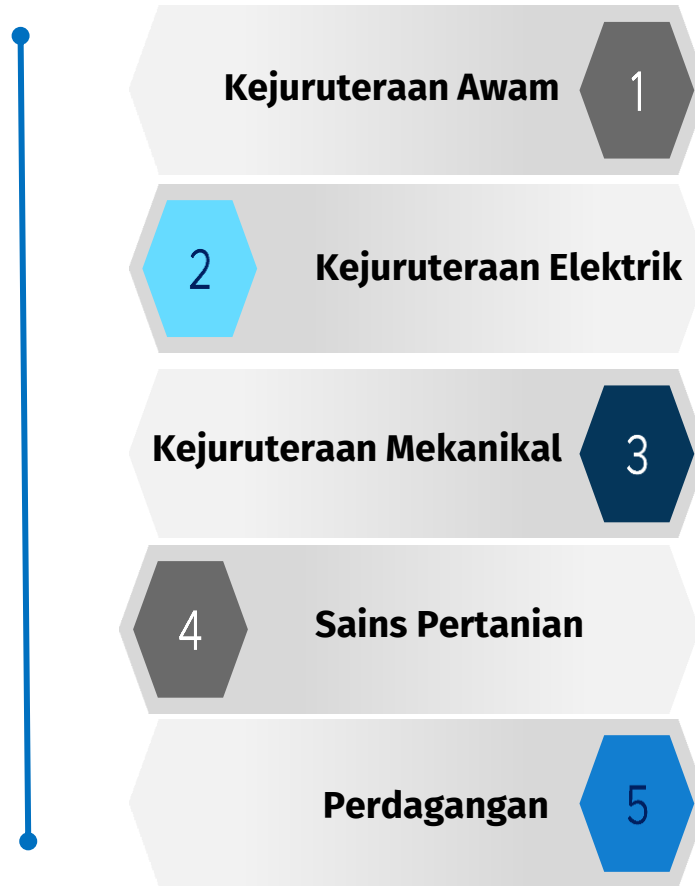 Kejuruteraan Awam 1
2 Kejuruteraan Elektrik
Kejuruteraan Mekanikal 3
4 Sains Pertanian
Perdagangan 5